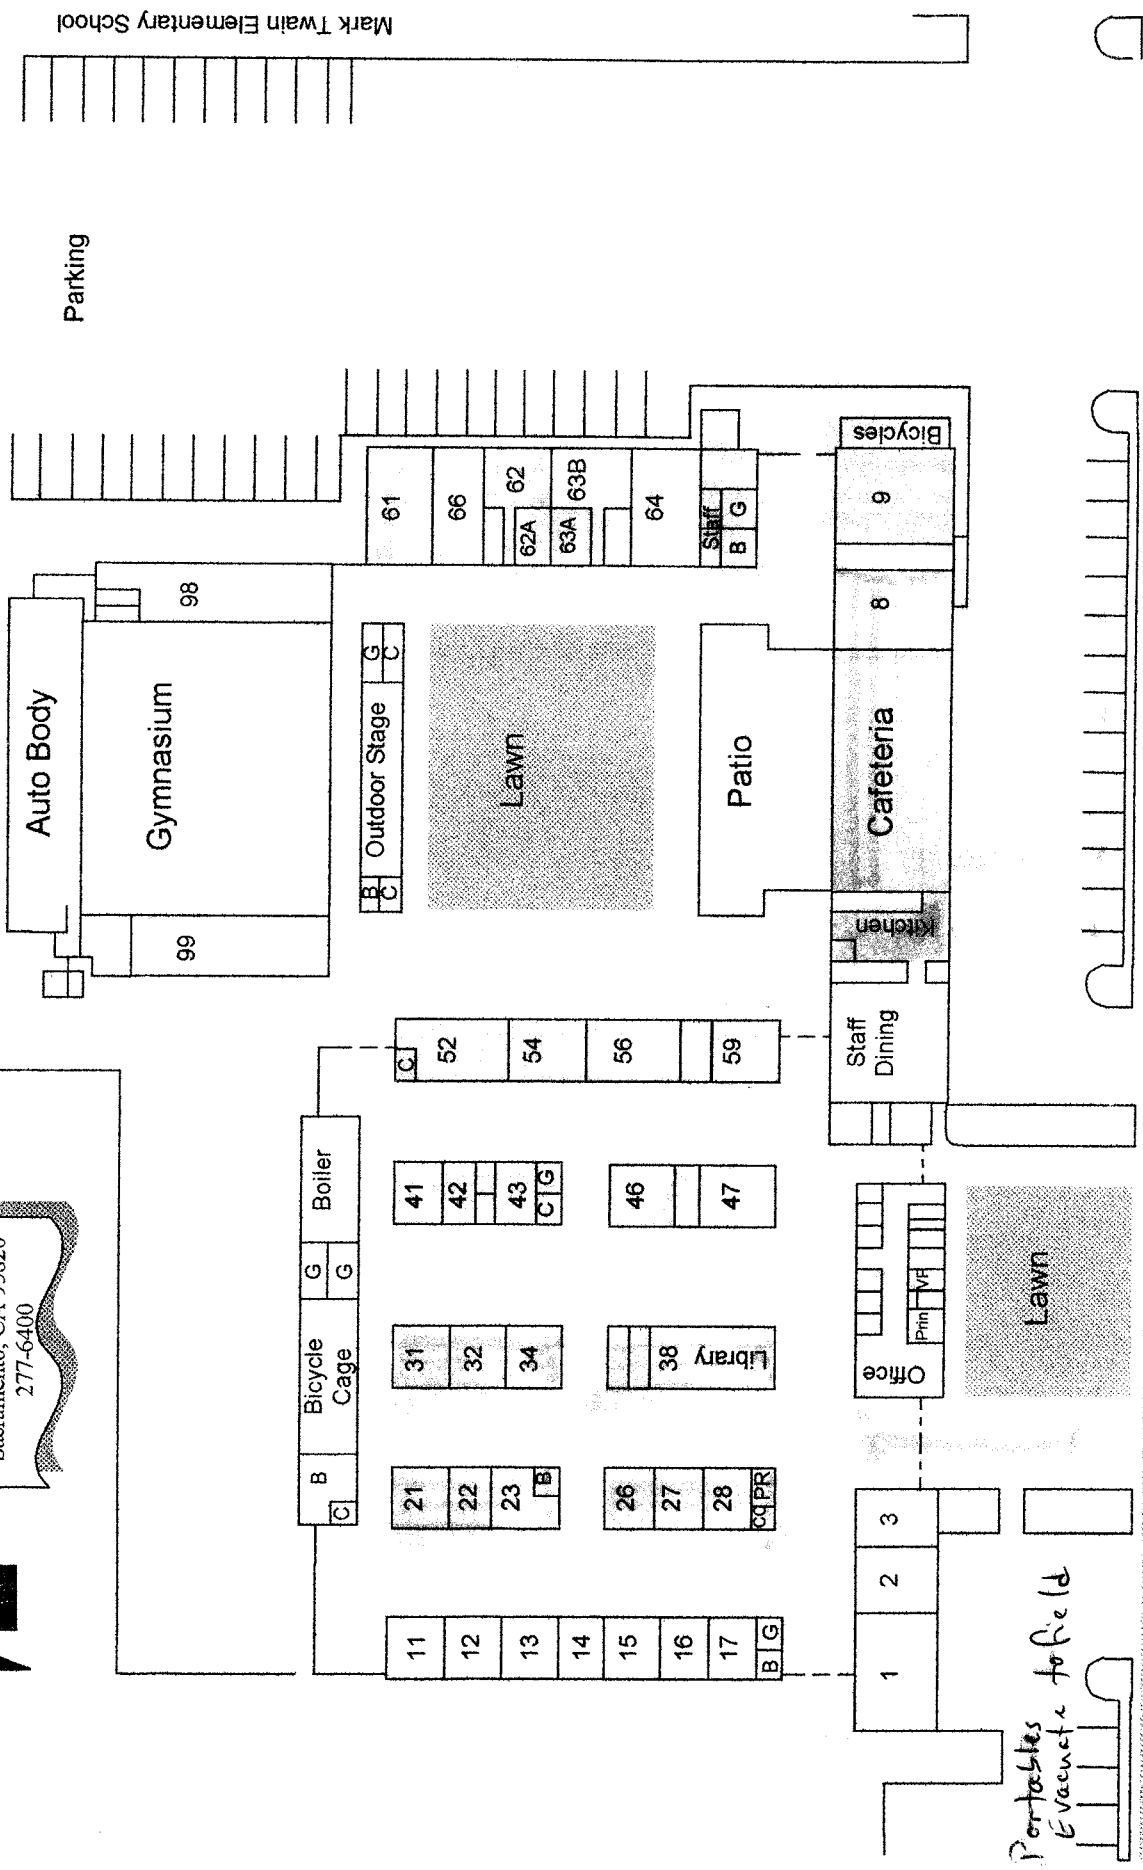 Sacramento, CA 95820
277-6400
Auto Body
Parking
Mark Twain Elementary School
99
Gymnasium
98
C
B
Bicycle
Cage
G
G
Boiler
B
C
Outdoor Stage
G
C
11
12
13
14
15
16
17
B
G
21
22
23
B
26
27
28
CQ
PR
31
32
34
38
Library
41
42
43
C
G
46
47
C
52
54
56
59
Lawn
61
66
62
62A
63A
63B
64
Staff
B
G
Patio
1
2
3
Office
Prin
VP
Staff
Dining
Kitchen
Cafeteria
8
9
Bicycles
Lawn
Portables
Evacuate to field